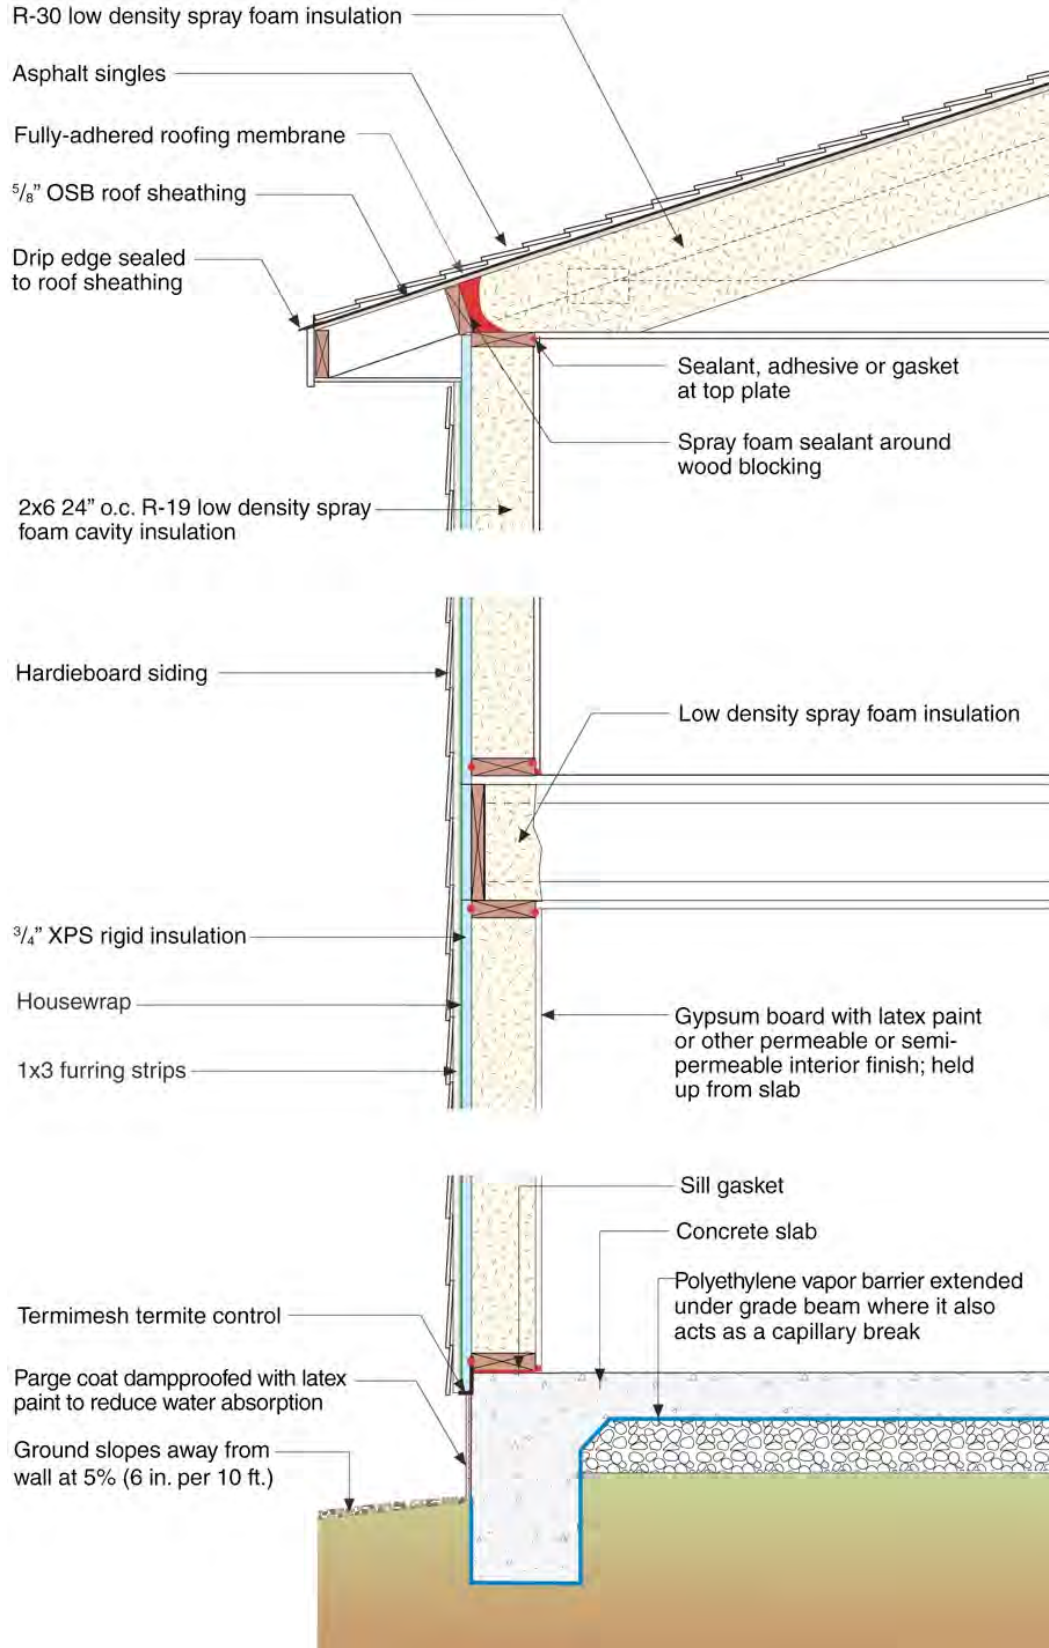 R-30 low density spray foam insulation
Asphalt singles
Fully-adhered roofing membrane
5/8” OSB roof sheathing
Drip edge sealed
to roof sheathing
Sealant, adhesive or gasket
at top plate
Spray foam sealant around
wood blocking
2x6 24” o.c. R-19 low density spray
foam cavity insulation
Hardieboard siding
Low density spray foam insulation
3/4” XPS rigid insulation
Housewrap
1x3 furring strips
Gypsum board with latex paint
or other permeable or semi-
permeable interior finish; held
up from slab
Sill gasket
Concrete slab
Polyethylene vapor barrier extended
under grade beam where it also
acts as a capillary break
Termimesh termite control
Parge coat dampproofed with latex
paint to reduce water absorption
Ground slopes away from
wall at 5% (6 in. per 10 ft.)